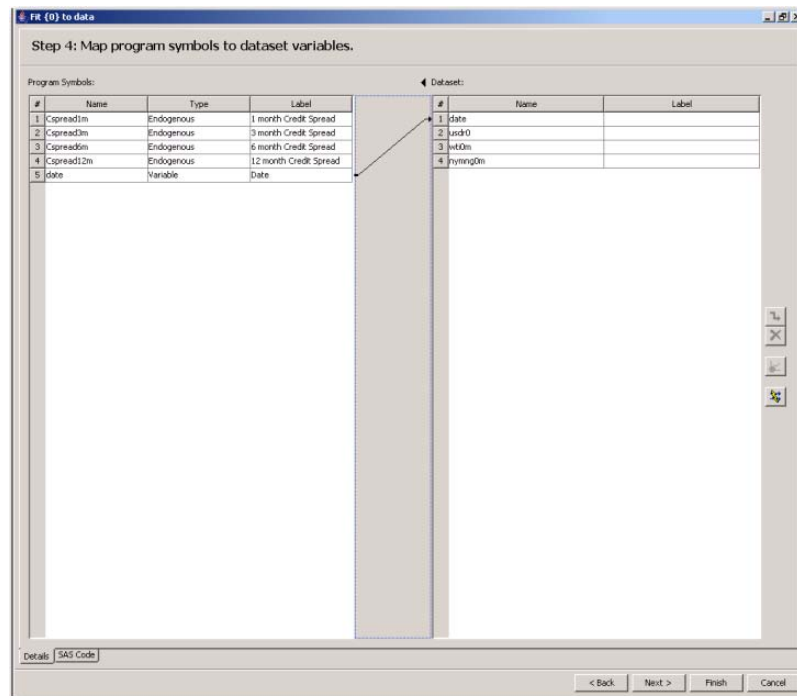 Fit {0} to data
Step 4: Map program symbols to dataset variables.
Program Symbols:
# Name Type Label
1 Cspread1m Endogenous 1 month Credit Spread
2 Cspread3m Endogenous 3 month Credit Spread
3 Cspread6m Endogenous 6 month Credit Spread
4 Cspread12m Endogenous 12 month Credit Spread
5 date Variable Date
Dataset:
# Name Label
1 date
2 usdr0
3 wti0m
4 nymng0m
Details SAS Code
< Back Next > Finish Cancel